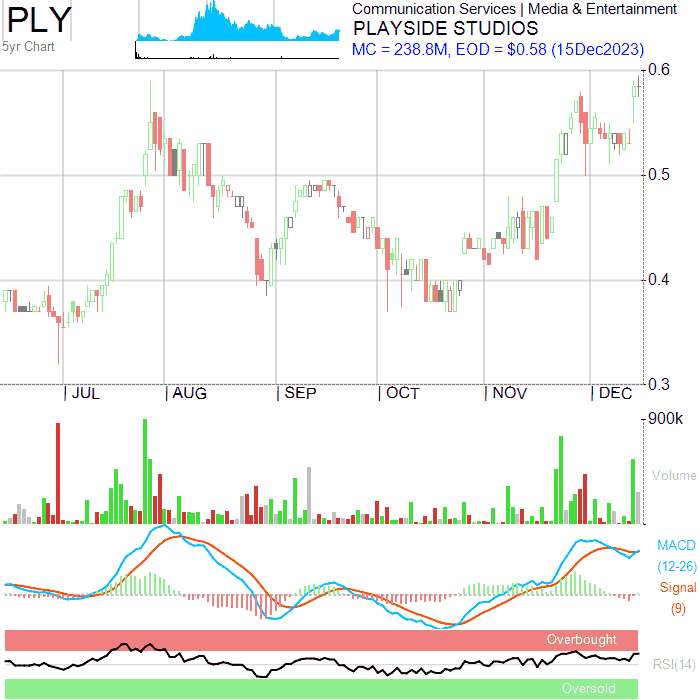 PLY
5yr Chart
Communication Services | Media & Entertainment
PLAYSIDE STUDIOS
MC = 238.8M, EOD = $0.58 (15Dec2023)
0.6
0.5
0.4
0.3
JUL
AUG
SEP
OCT
NOV
DEC
900k
Volume
MACD
(12-26)
Signal
(9)
Overbought
RSI(14)
Oversold